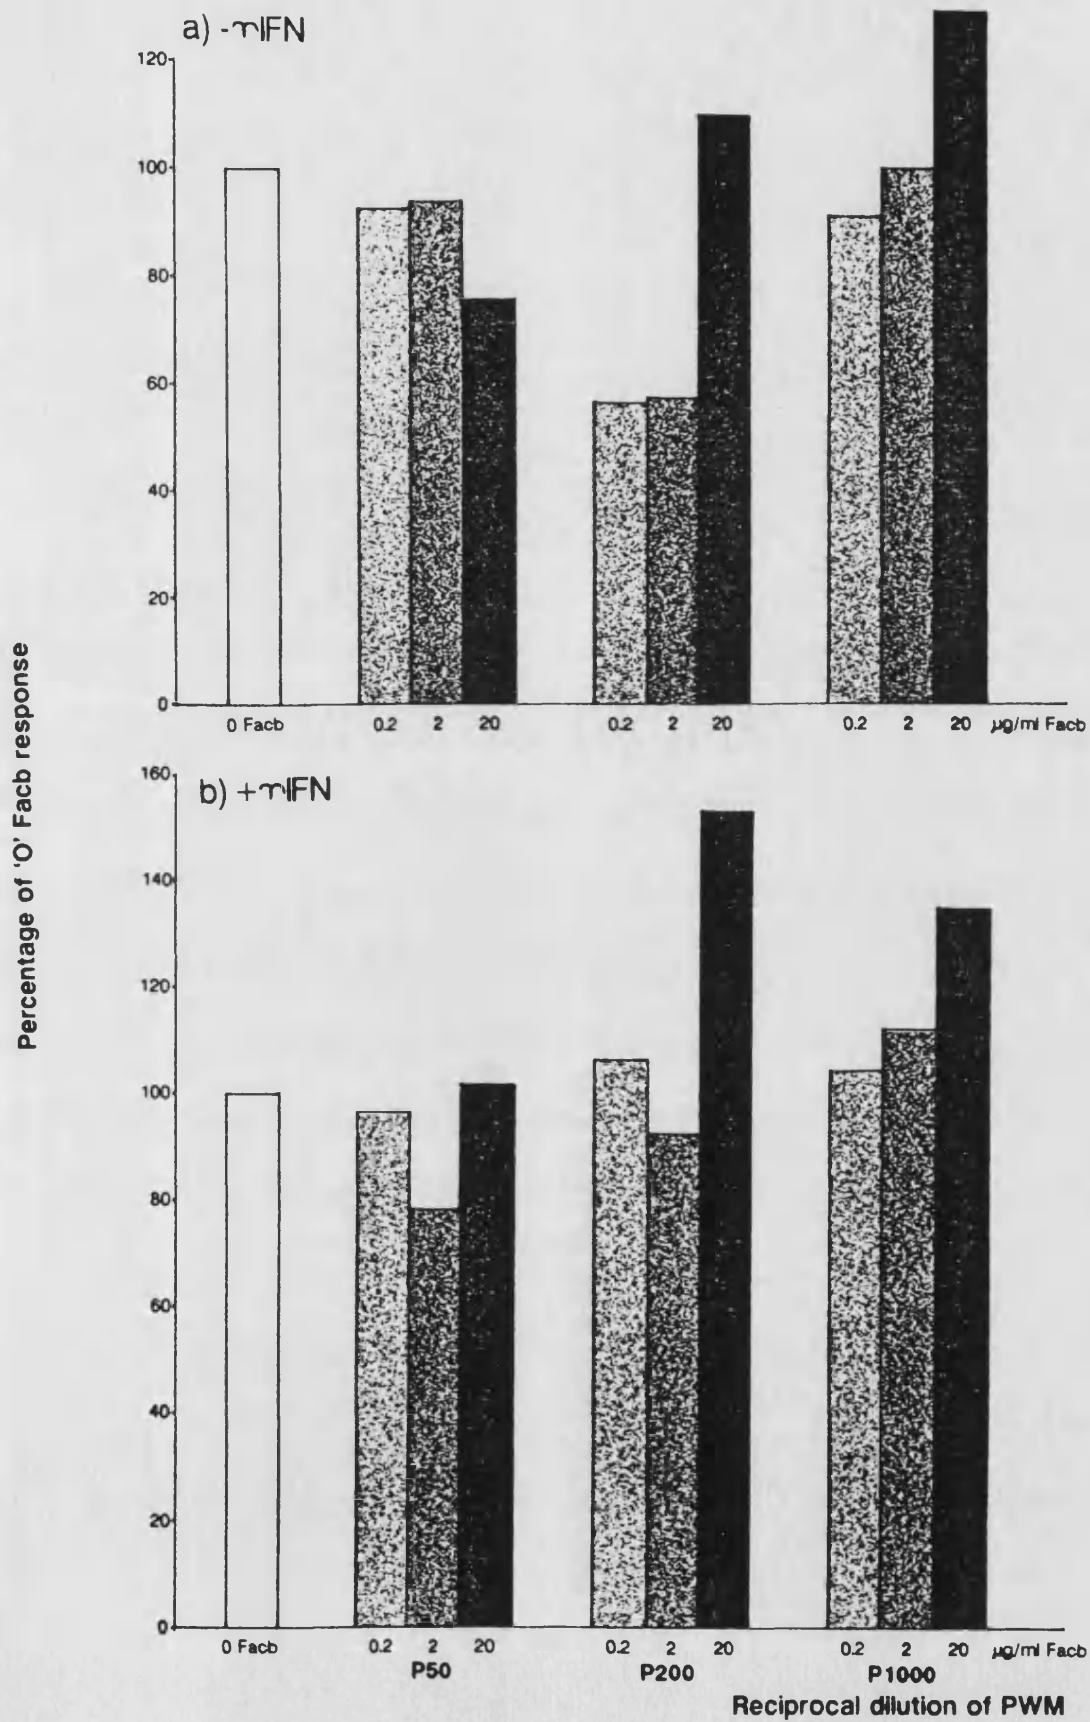 a) -γIFN
120
100
80
60
40
20
0
0 Facb
0.2 2 20
0.2 2 20
0.2 2 20 μg/ml Facb
Percentage of 'O' Facb response
b) +γIFN
160
140
120
100
80
60
40
20
0
0 Facb
0.2 2 20
0.2 2 20
0.2 2 20 μg/ml Facb
P50 P200 P1000
Reciprocal dilution of PWM